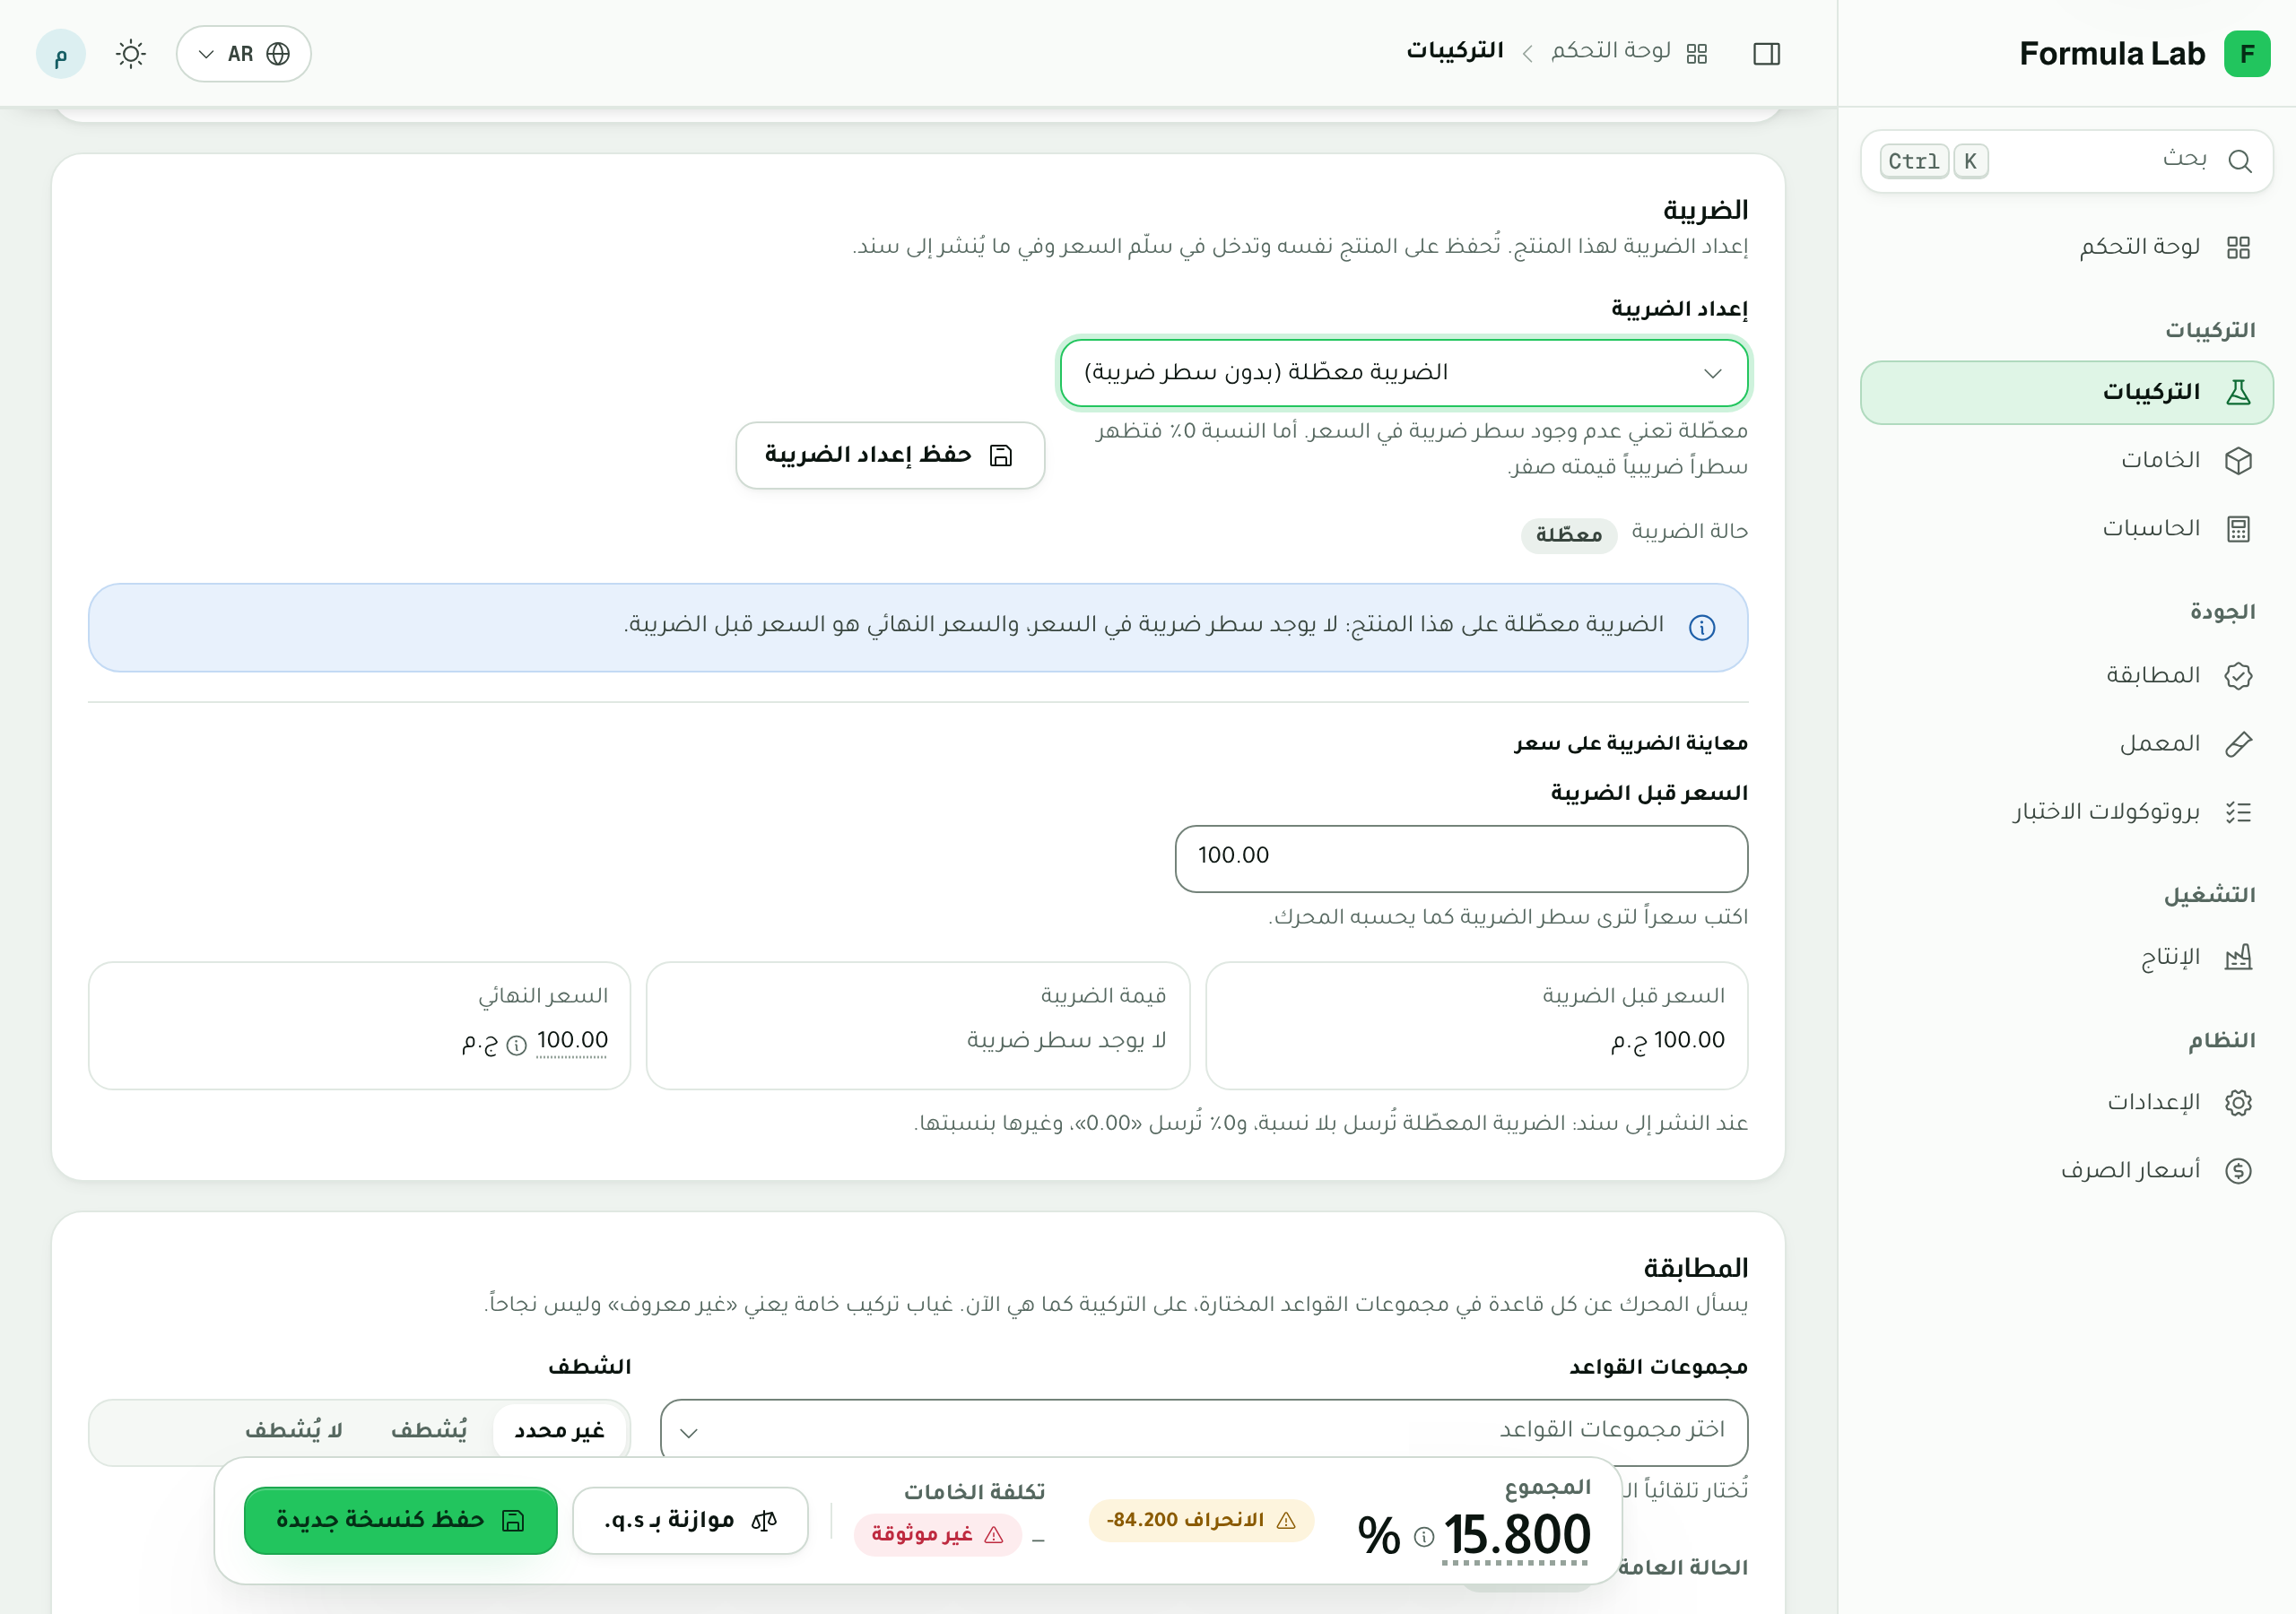 F
Formula Lab
لوحة التحكم
التركيبات
AR
م
بحث
Ctrl K
لوحة التحكم
التركيبات
التركيبات
الخامات
الحاسبات
الجودة
المطابقة
المعمل
بروتوكولات الاختبار
التشغيل
الإنتاج
النظام
الإعدادات
أسعار الصرف
الضريبة
إعداد الضريبة لهذا المنتج. تُحفظ على المنتج نفسه وتدخل في سلّم السعر وفي ما يُنشر إلى سند.
إعداد الضريبة
الضريبة معطّلة (بدون سطر ضريبة)
معطّلة تعني عدم وجود سطر ضريبة في السعر. أما النسبة 0٪ فتظهر
سطراً ضريبياً قيمته صفر.
حفظ إعداد الضريبة
حالة الضريبة
معطّلة
الضريبة معطّلة على هذا المنتج: لا يوجد سطر ضريبة في السعر، والسعر النهائي هو السعر قبل الضريبة.
معاينة الضريبة على سعر
السعر قبل الضريبة
100.00
اكتب سعراً لترى سطر الضريبة كما يحسبه المحرك.
السعر قبل الضريبة
100.00 ج.م
قيمة الضريبة
لا يوجد سطر ضريبة
السعر النهائي
100.00 ج.م
عند النشر إلى سند: الضريبة المعطّلة تُرسل بلا نسبة، و0٪ تُرسل «0.00»، وغيرها بنسبتها.
المطابقة
يسأل المحرك عن كل قاعدة في مجموعات القواعد المختارة، على التركيبة كما هي الآن. غياب تركيب خامة يعني «غير معروف» وليس نجاحاً.
مجموعات القواعد
اختر مجموعات القواعد
الشطف
غير محدد
يُشطف
لا يُشطف
تُختار تلقائياً
الحالة العامة
المجموع
15.800 %
الانحراف 84.200-
تكلفة الخامات
–
غير موثوقة
موازنة بـ q.s.
حفظ كنسخة جديدة